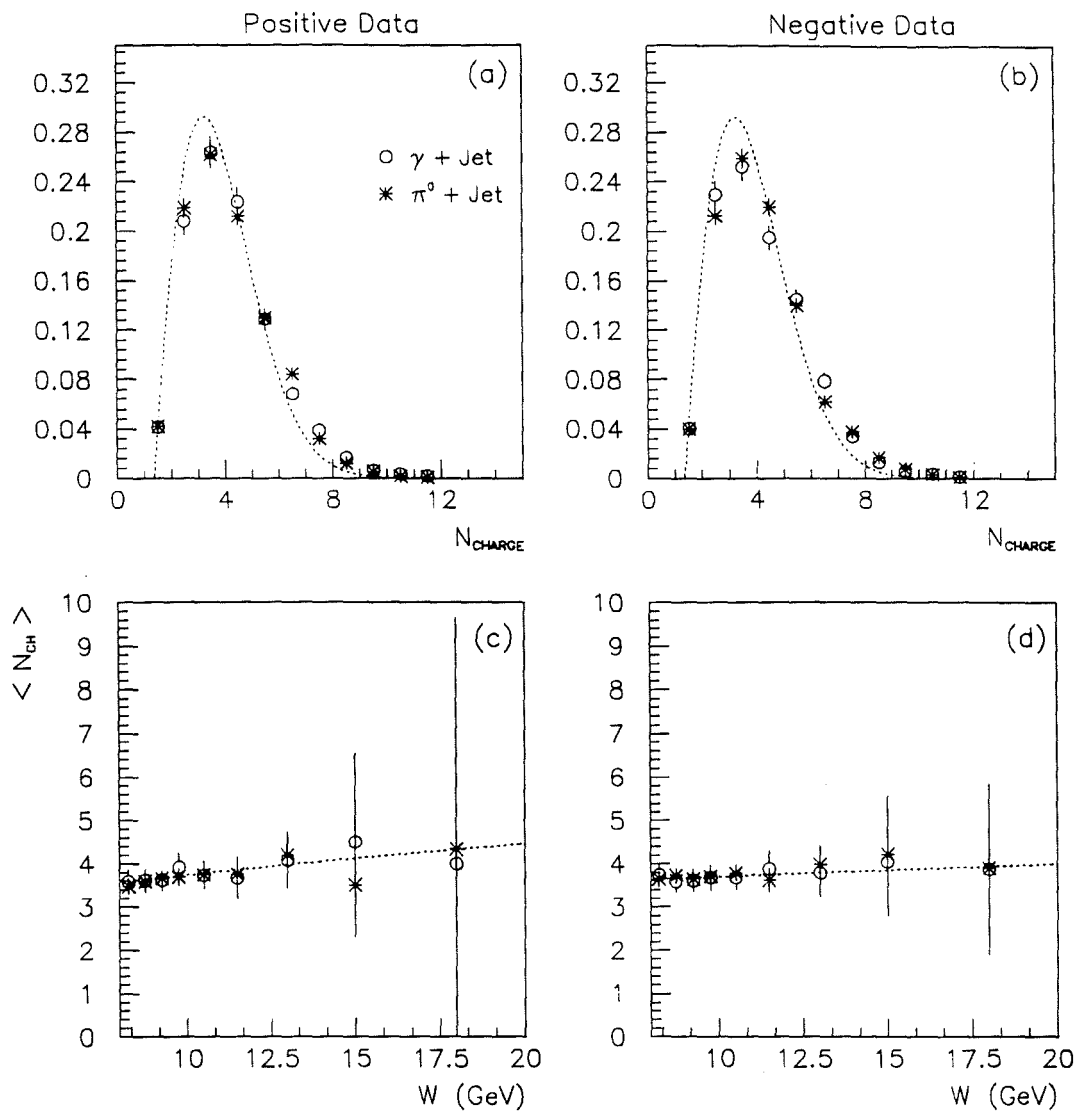 Positive Data
Negative Data
(a)
0.32
0.28
0.24
0.2
0.16
0.12
0.08
0.04
0
γ + Jet
π⁰ + Jet
0 4 8 12
N_CHARGE
(b)
0.32
0.28
0.24
0.2
0.16
0.12
0.08
0.04
0
0 4 8 12
N_CHARGE
< N_CH >
(c)
10
9
8
7
6
5
4
3
2
1
0
10 12.5 15 17.5 20
W (GeV)
(d)
10
9
8
7
6
5
4
3
2
1
0
10 12.5 15 17.5 20
W (GeV)